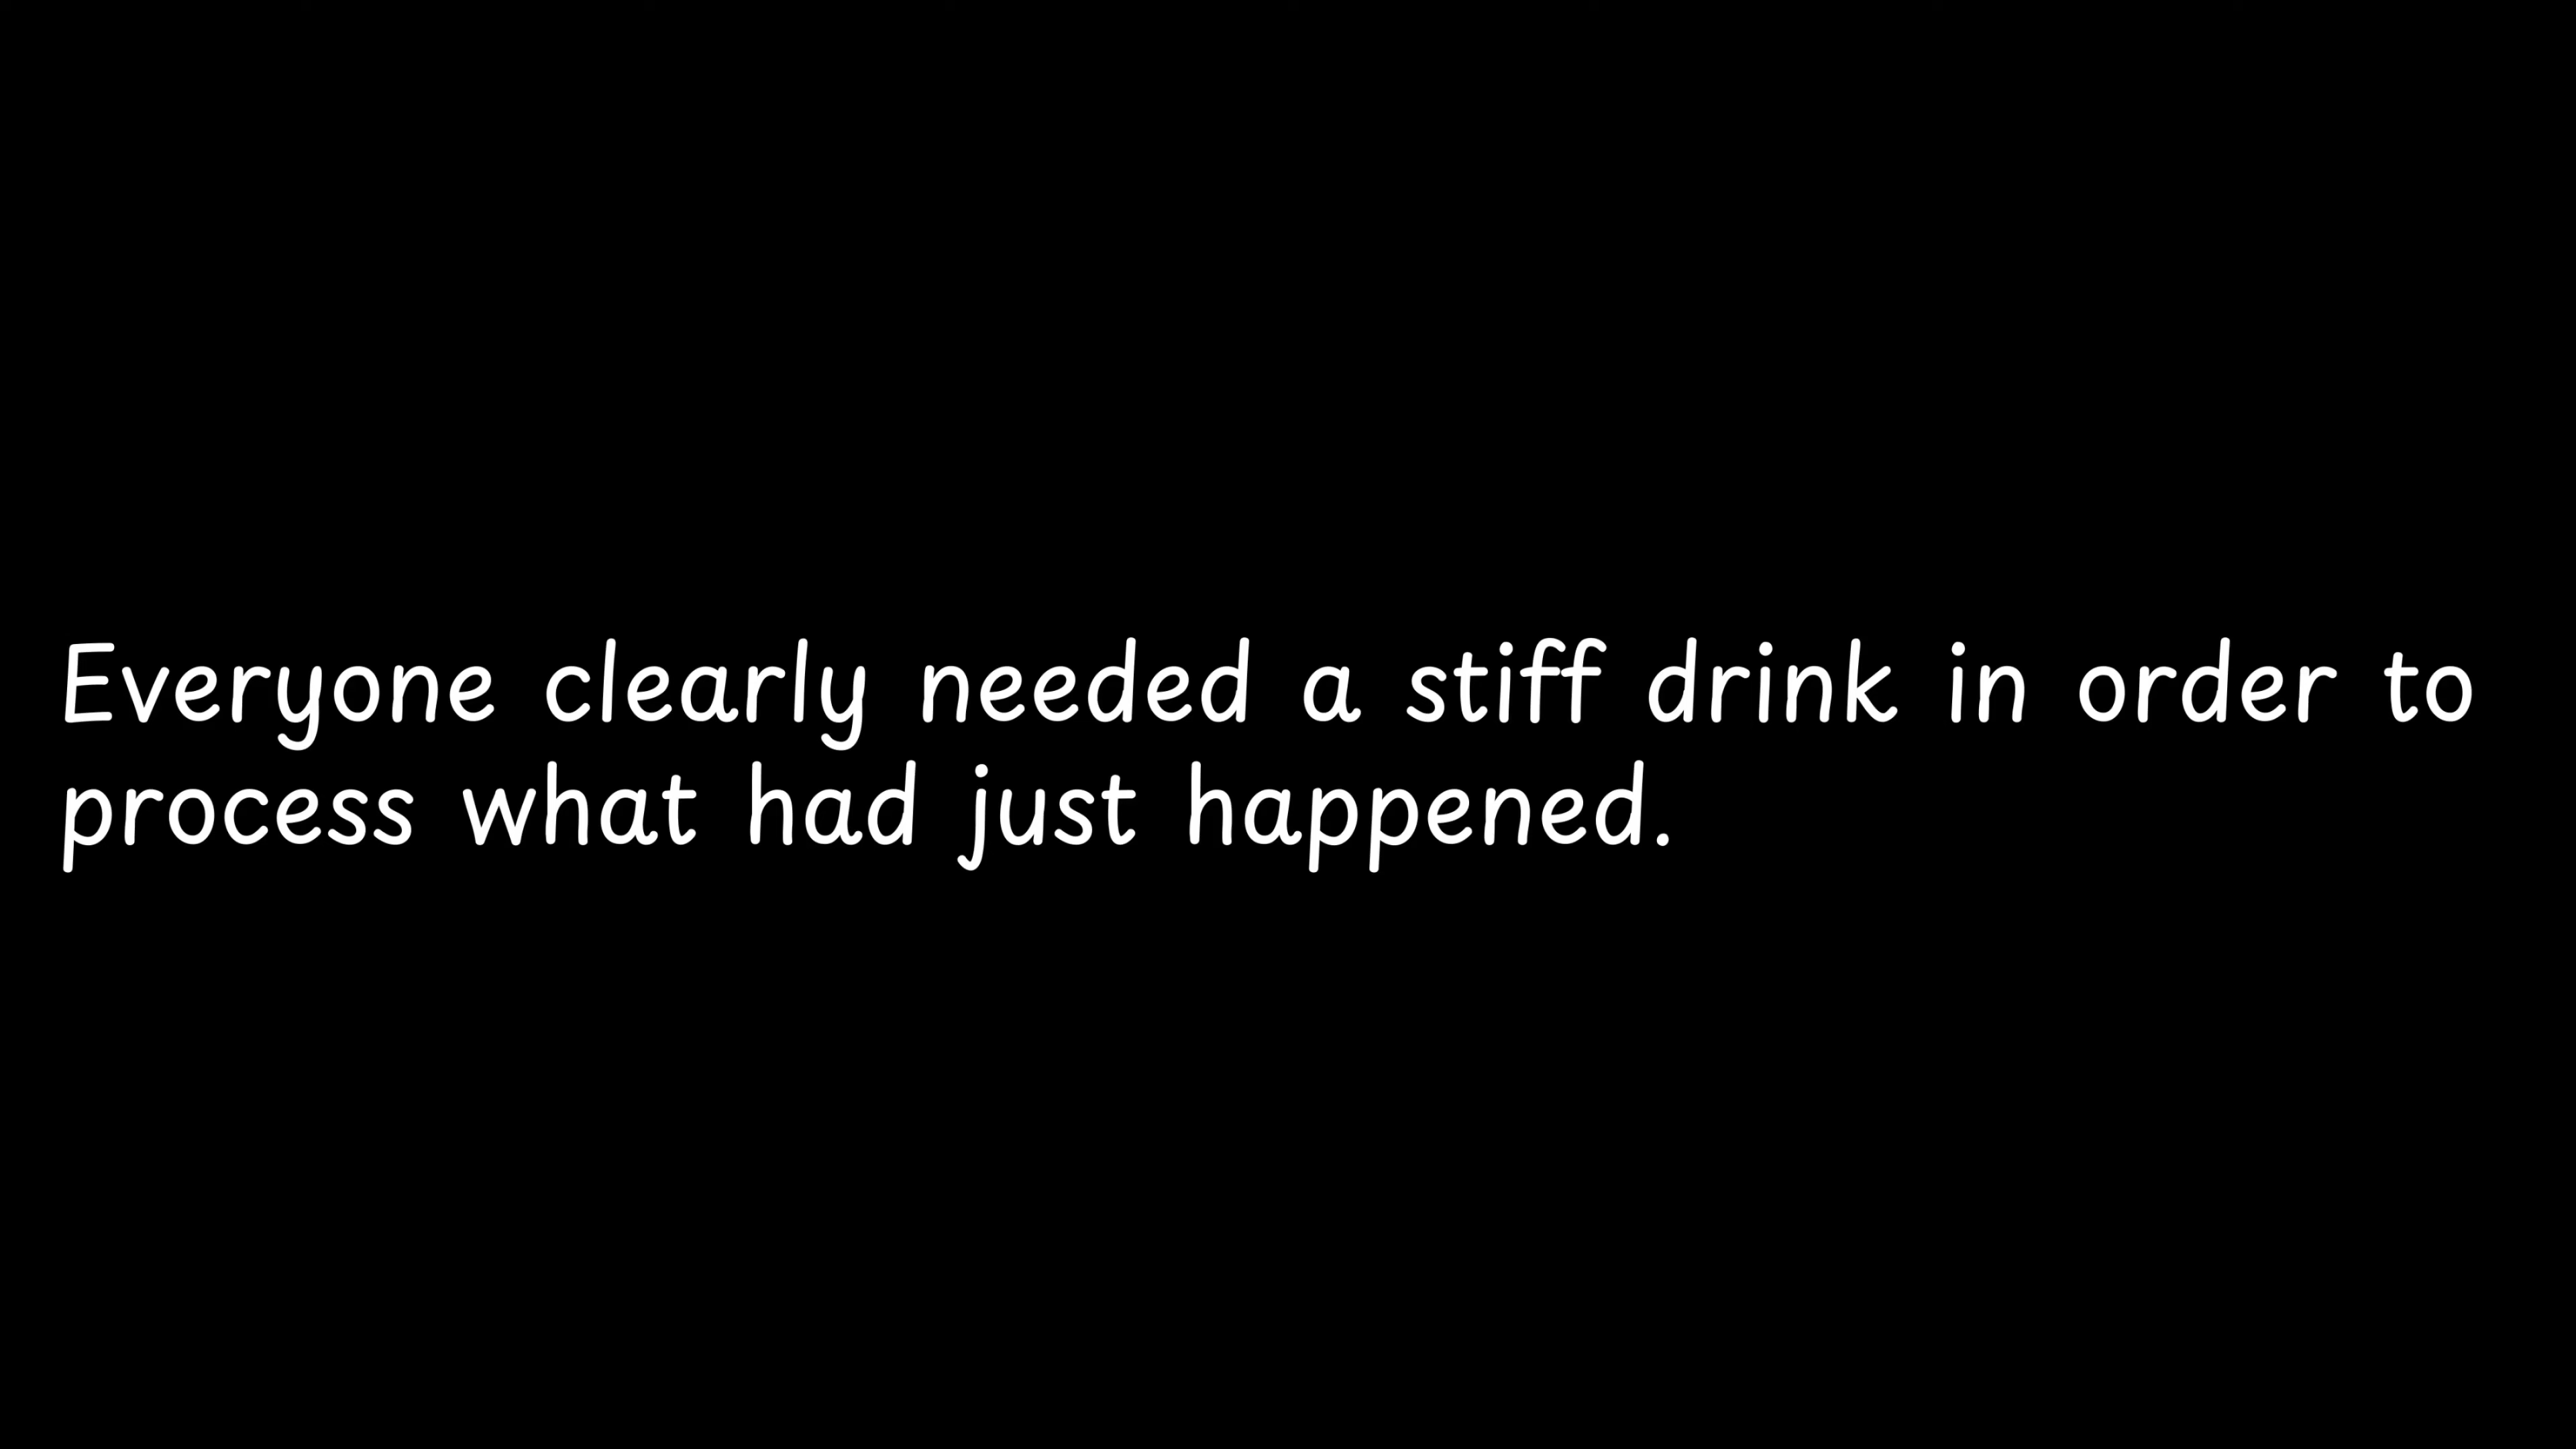 Everyone clearly needed a stiff drink in order to
process what had just happened.